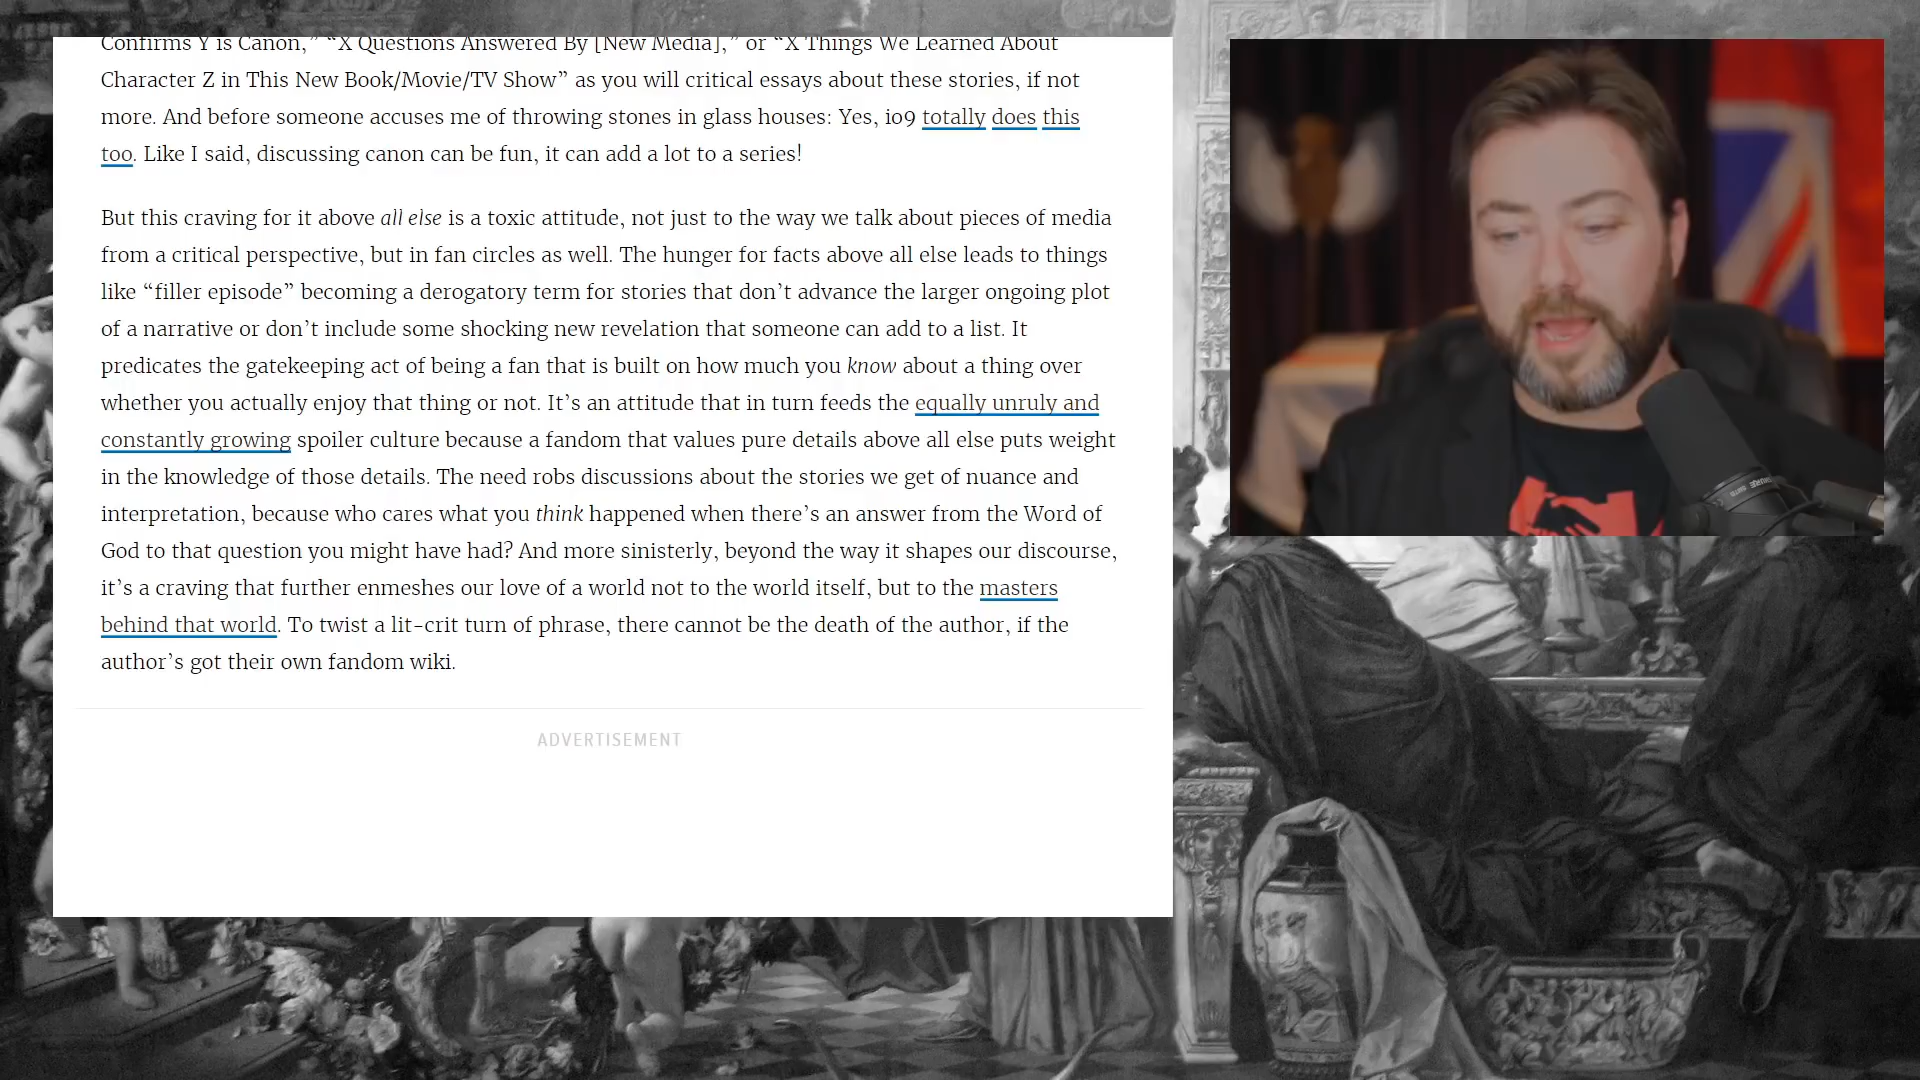 Confirms Y is Canon,” “X Questions Answered By [New Media],” or “X Things We Learned About
Character Z in This New Book/Movie/TV Show” as you will critical essays about these stories, if not
more. And before someone accuses me of throwing stones in glass houses: Yes, io9 totally does this
too. Like I said, discussing canon can be fun, it can add a lot to a series!
But this craving for it above all else is a toxic attitude, not just to the way we talk about pieces of media
from a critical perspective, but in fan circles as well. The hunger for facts above all else leads to things
like “filler episode” becoming a derogatory term for stories that don’t advance the larger ongoing plot
of a narrative or don’t include some shocking new revelation that someone can add to a list. It
predicates the gatekeeping act of being a fan that is built on how much you know about a thing over
whether you actually enjoy that thing or not. It’s an attitude that in turn feeds the equally unruly and
constantly growing spoiler culture because a fandom that values pure details above all else puts weight
in the knowledge of those details. The need robs discussions about the stories we get of nuance and
interpretation, because who cares what you think happened when there’s an answer from the Word of
God to that question you might have had? And more sinisterly, beyond the way it shapes our discourse,
it’s a craving that further enmeshes our love of a world not to the world itself, but to the masters
behind that world. To twist a lit-crit turn of phrase, there cannot be the death of the author, if the
author’s got their own fandom wiki.
ADVERTISEMENT